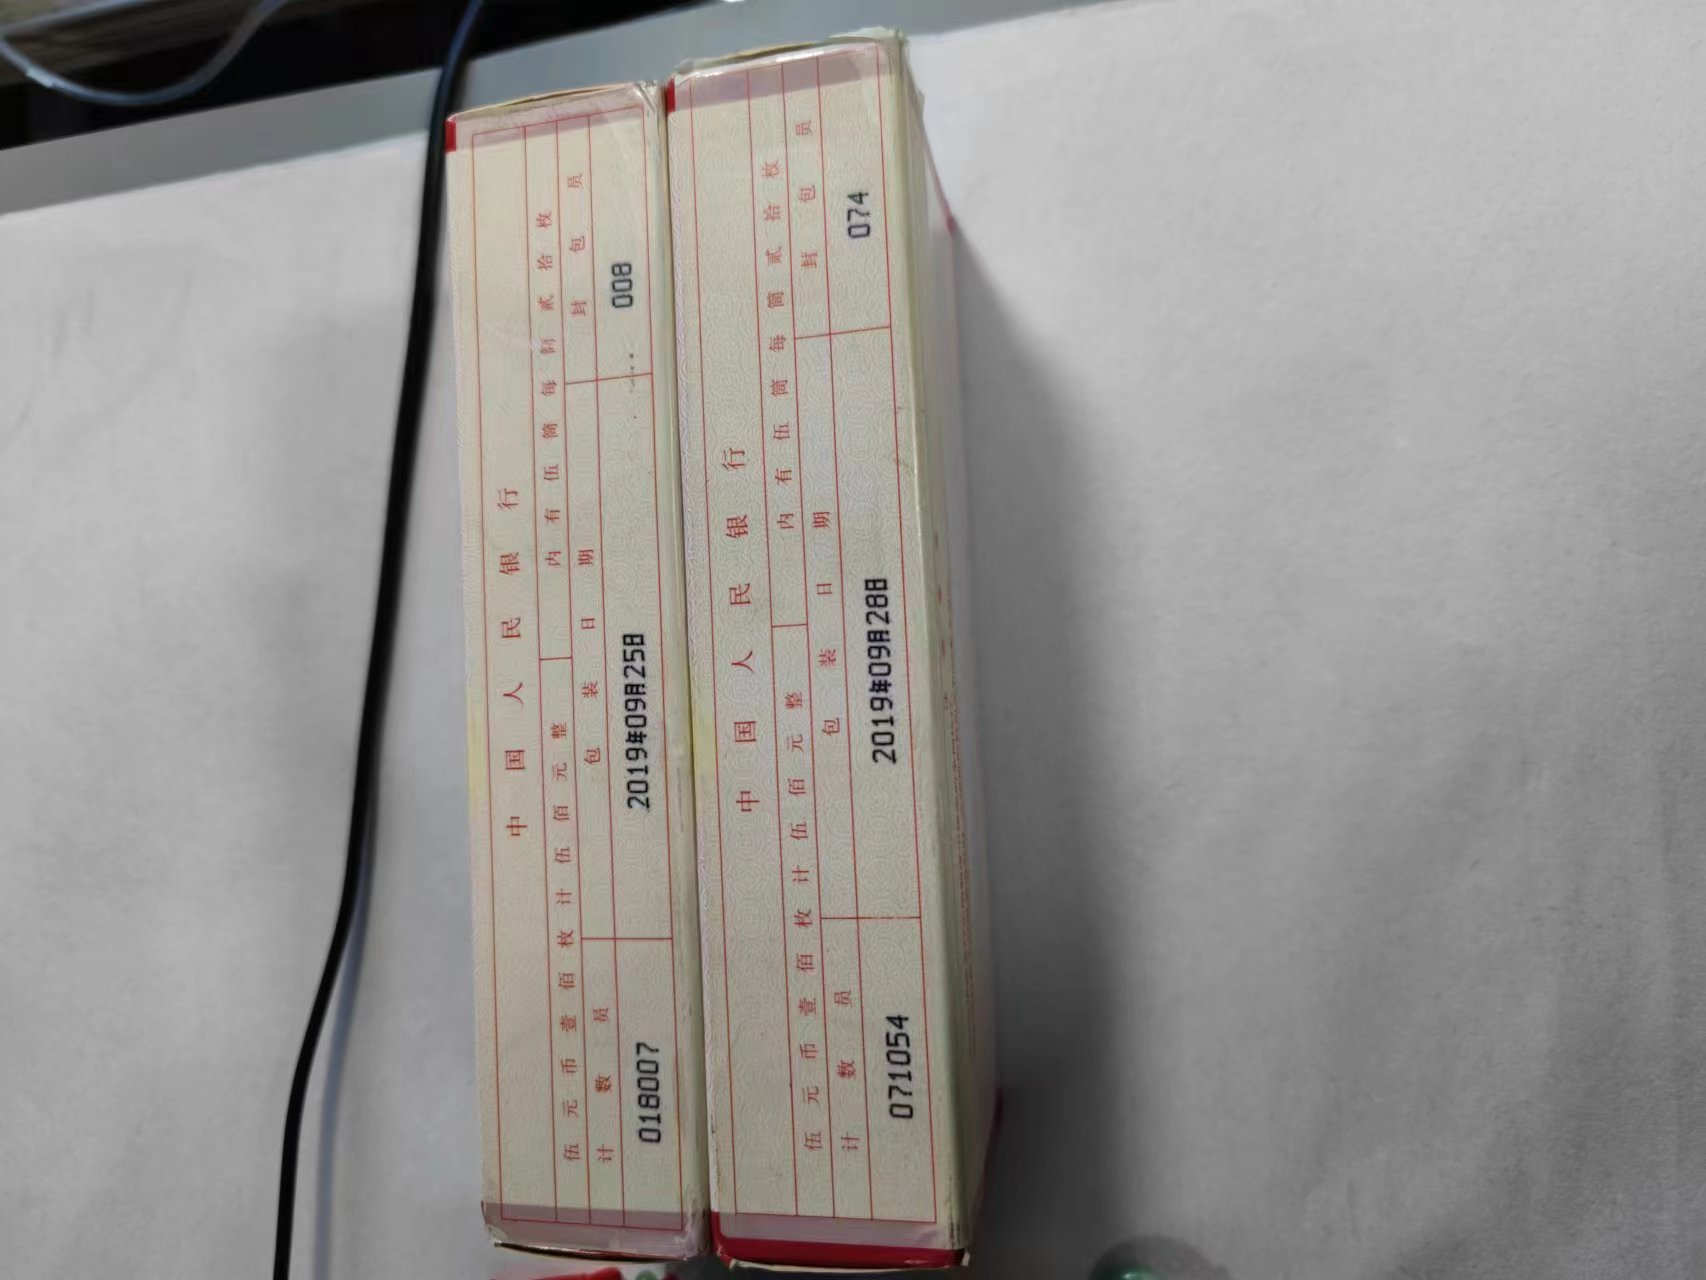 中国人民银行
伍元币壹佰枚计伍佰元整 内有伍筒每筒贰拾枚
计数员 包装日期 封包员
018007 2019年09月25日 008
中国人民银行
伍元币壹佰枚计伍佰元整 内有伍筒每筒贰拾枚
计数员 包装日期 封包员
071054 2019年09月28日 074